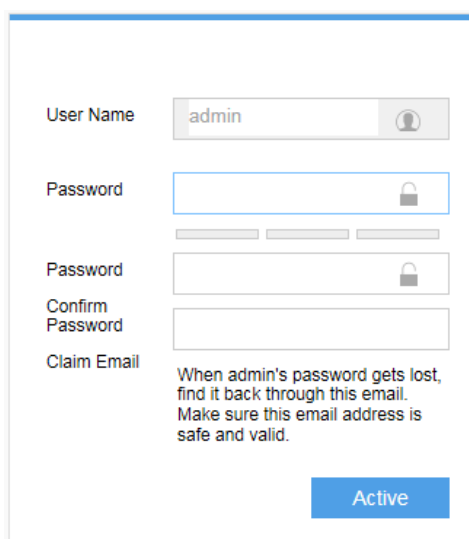 User Name
admin
Password
Password
Confirm
Password
Claim Email
When admin's password gets lost,
find it back through this email.
Make sure this email address is
safe and valid.
Active